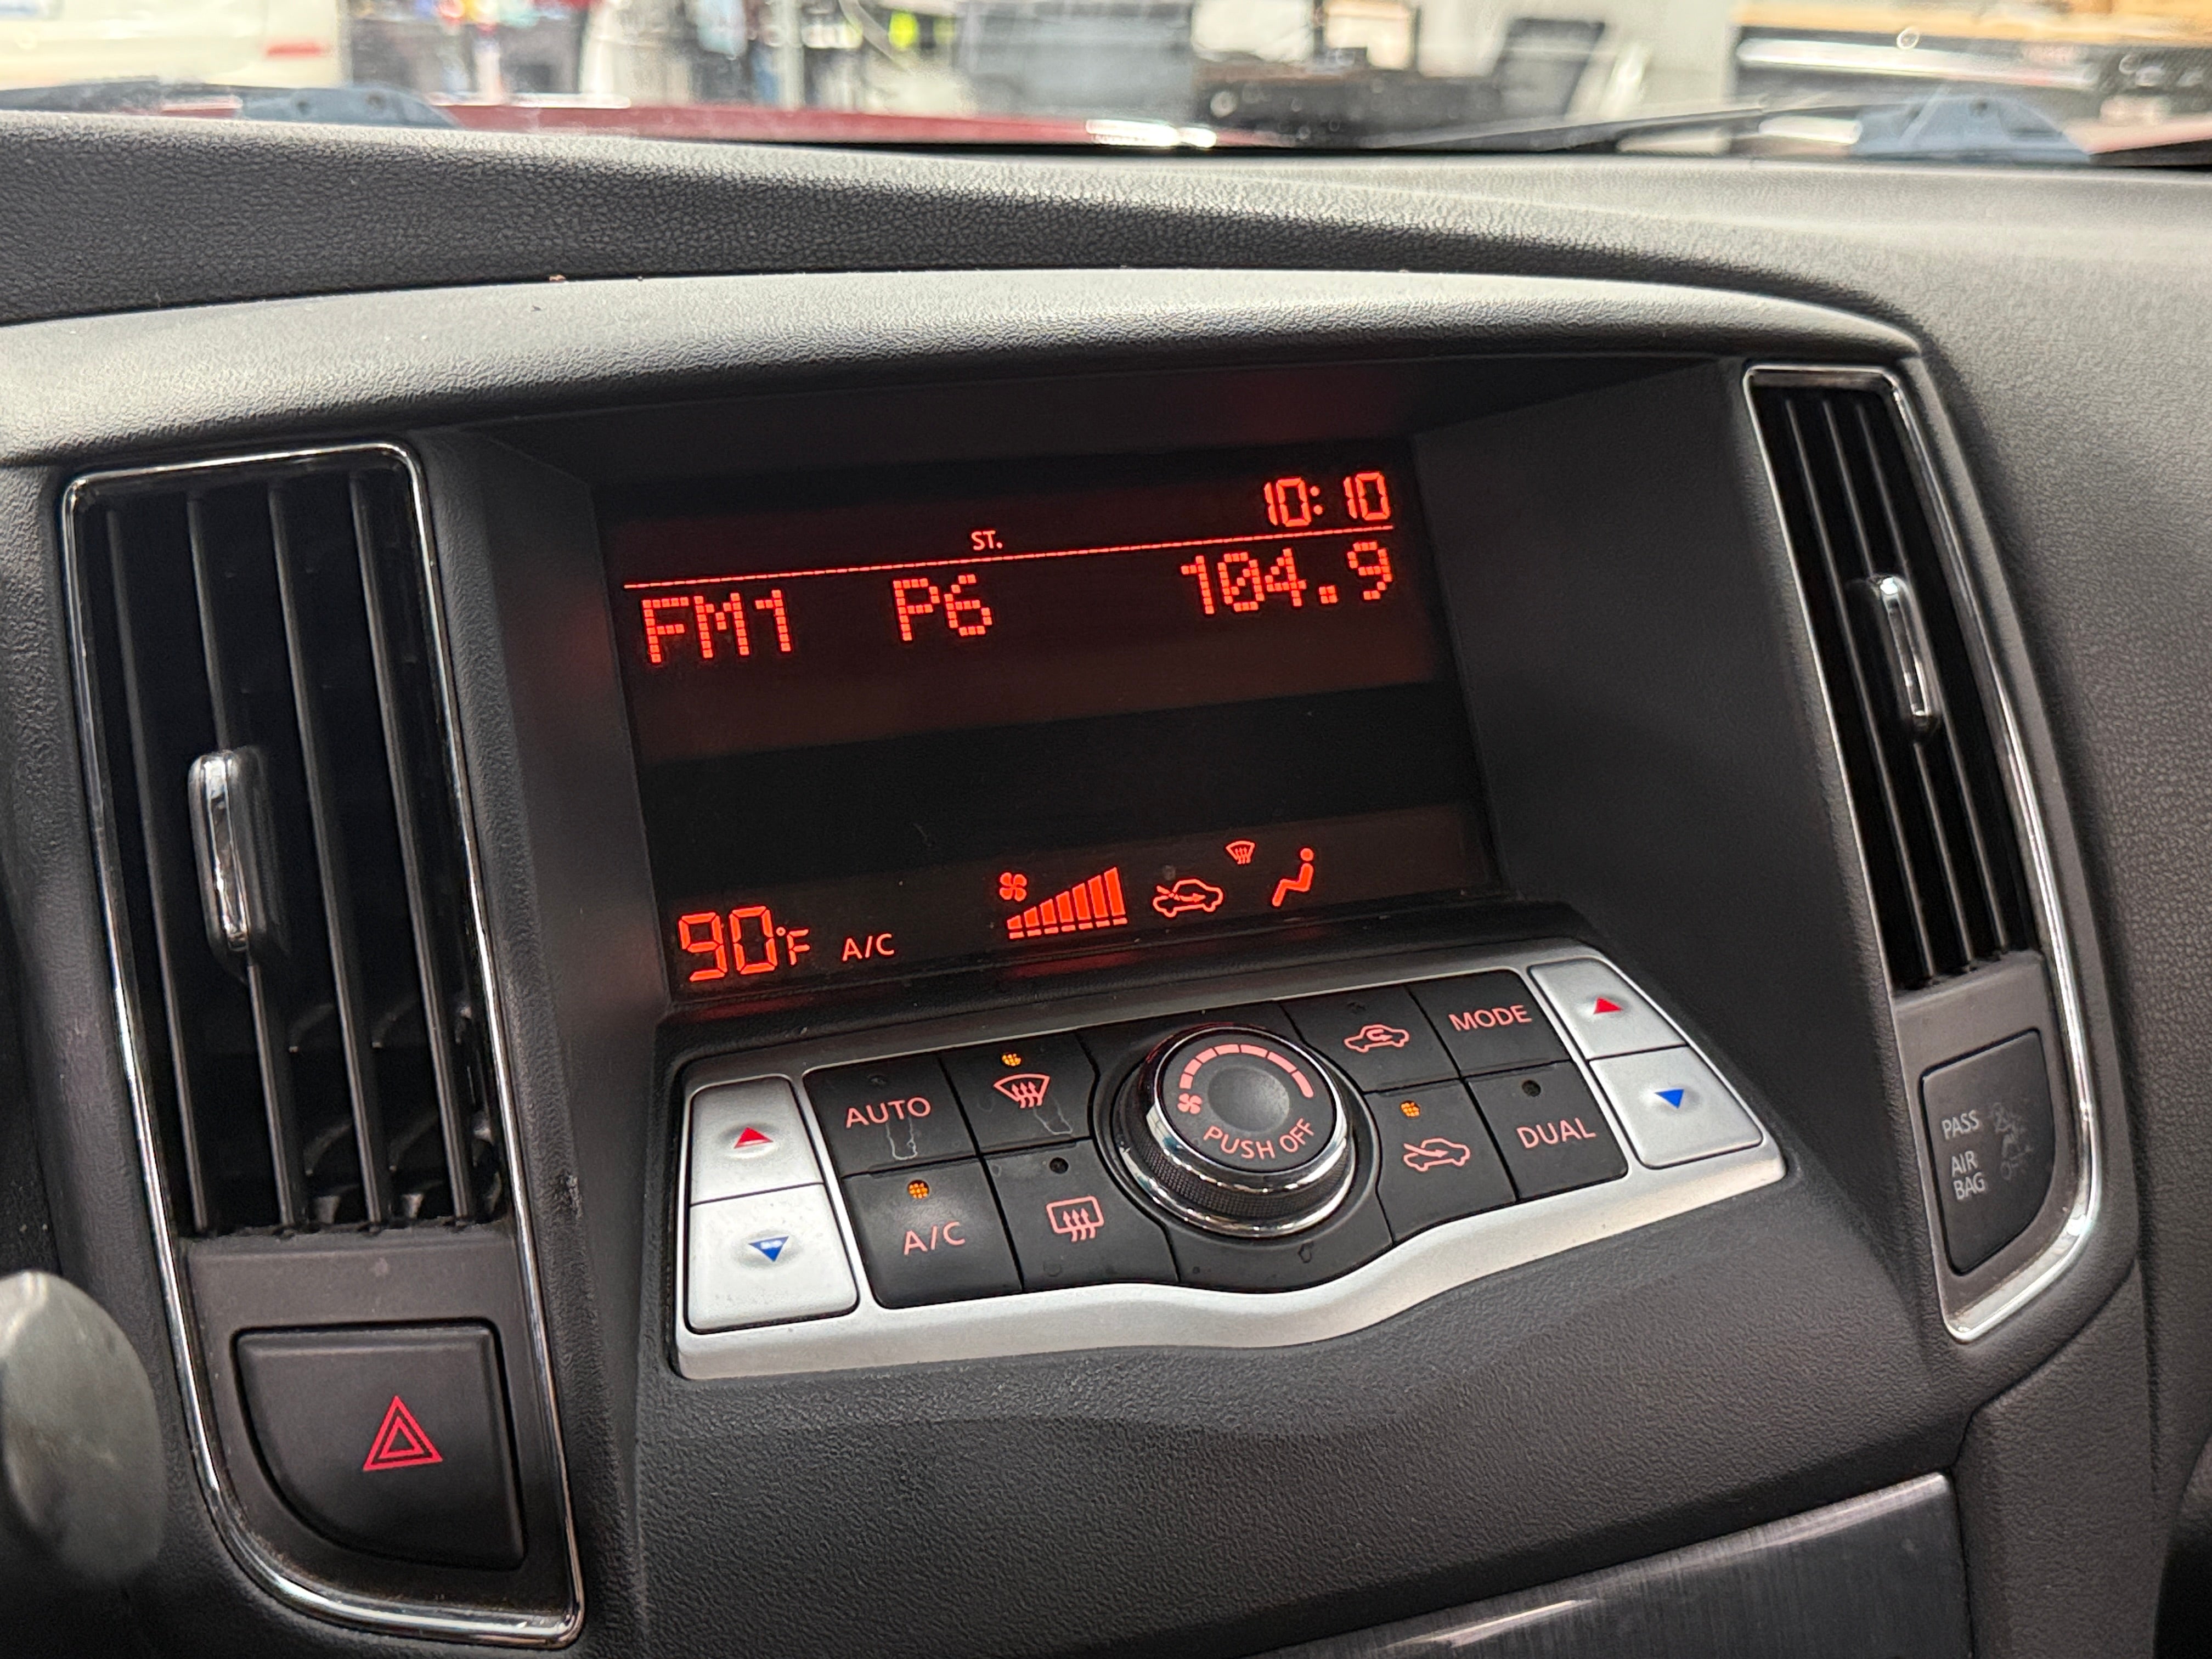 10:10
ST.
FM1 P6 104.9
90°F A/C
AUTO
MODE
PUSH OFF
A/C
DUAL
PASS
AIR
BAG